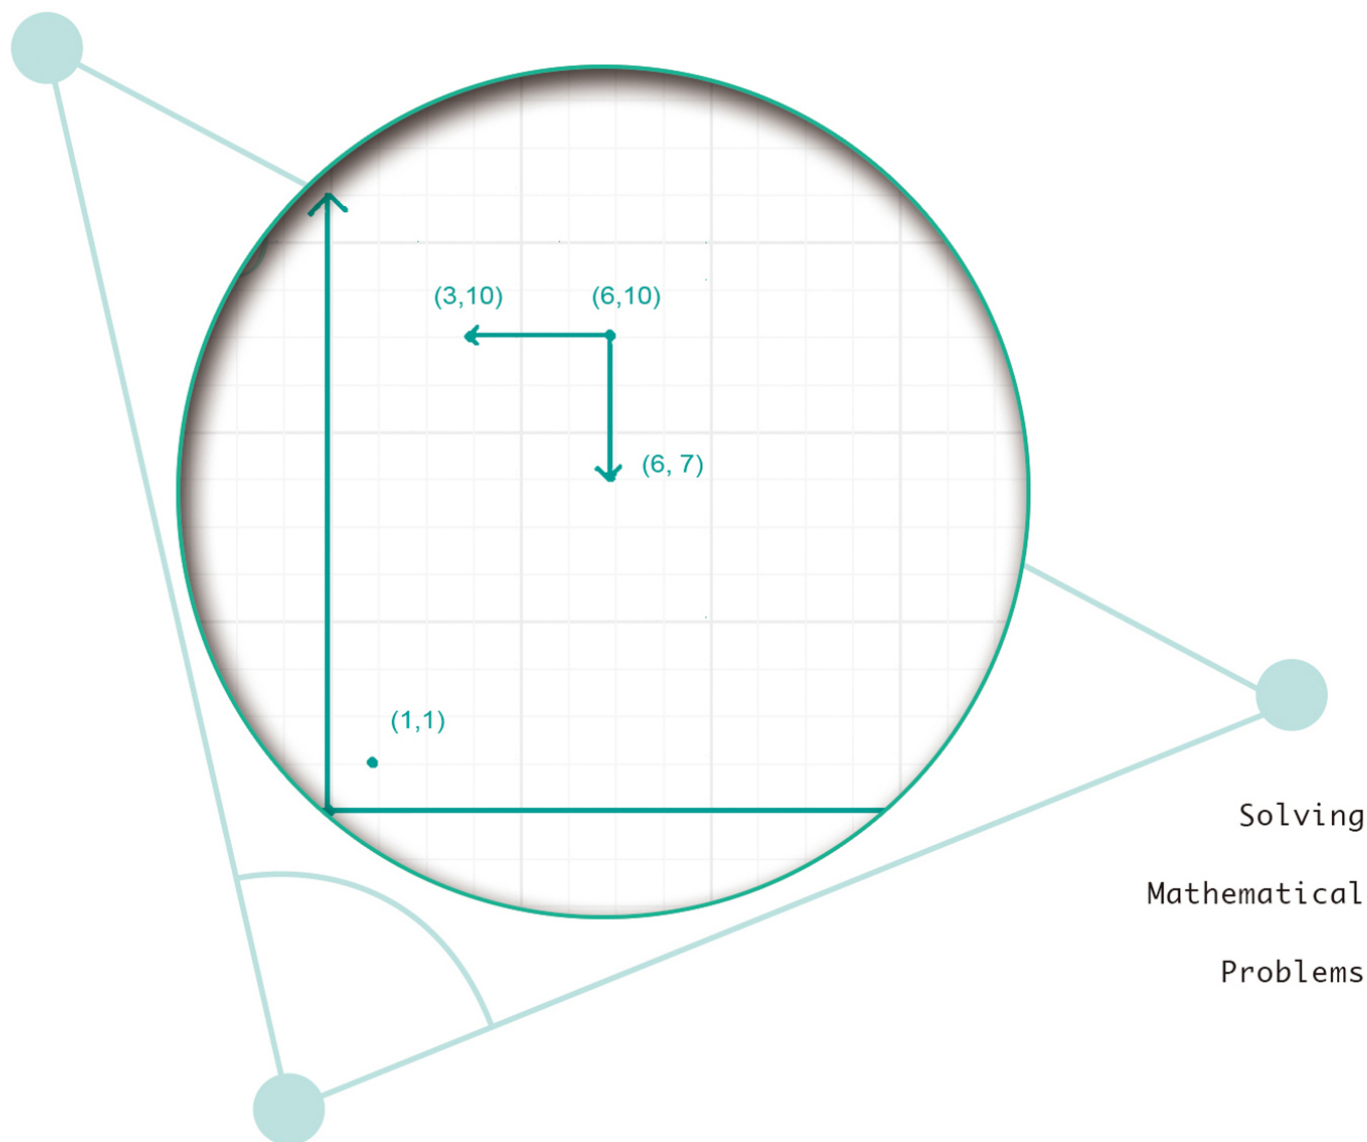 (3,10) (6,10)
(6, 7)
(1,1)
Solving
Mathematical
Problems